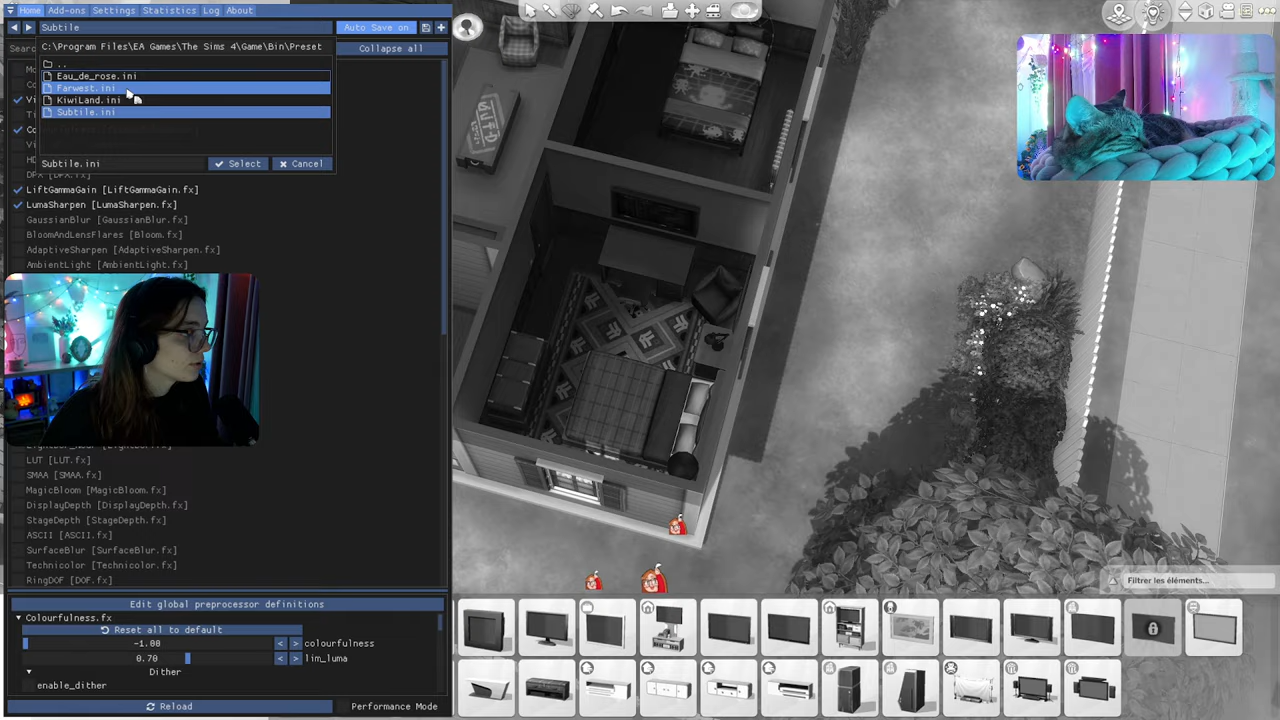 Home Add-ons Settings Statistics Log About
Subtile
Auto Save on
C:\Program Files\EA Games\The Sims 4\Game\Bin\Preset
Collapse all
..
Eau_de_rose.ini
Farwest.ini
KiwiLand.ini
Subtile.ini
Subtile.ini
Select
Cancel
LiftGammaGain [LiftGammaGain.fx]
LumaSharpen [LumaSharpen.fx]
GaussianBlur [GaussianBlur.fx]
BloomAndLensFlares [Bloom.fx]
AdaptiveSharpen [AdaptiveSharpen.fx]
AmbientLight [AmbientLight.fx]
LUT [LUT.fx]
SMAA [SMAA.fx]
MagicBloom [MagicBloom.fx]
DisplayDepth [DisplayDepth.fx]
StageDepth [StageDepth.fx]
ASCII [ASCII.fx]
SurfaceBlur [SurfaceBlur.fx]
Technicolor [Technicolor.fx]
RingDOF [DOF.fx]
Edit global preprocessor definitions
Colourfulness.fx
Reset all to default
-1.00 < > colourfulness
0.70 < > lim_luma
Dither
enable_dither
Reload
Performance Mode
Filtrer les éléments...